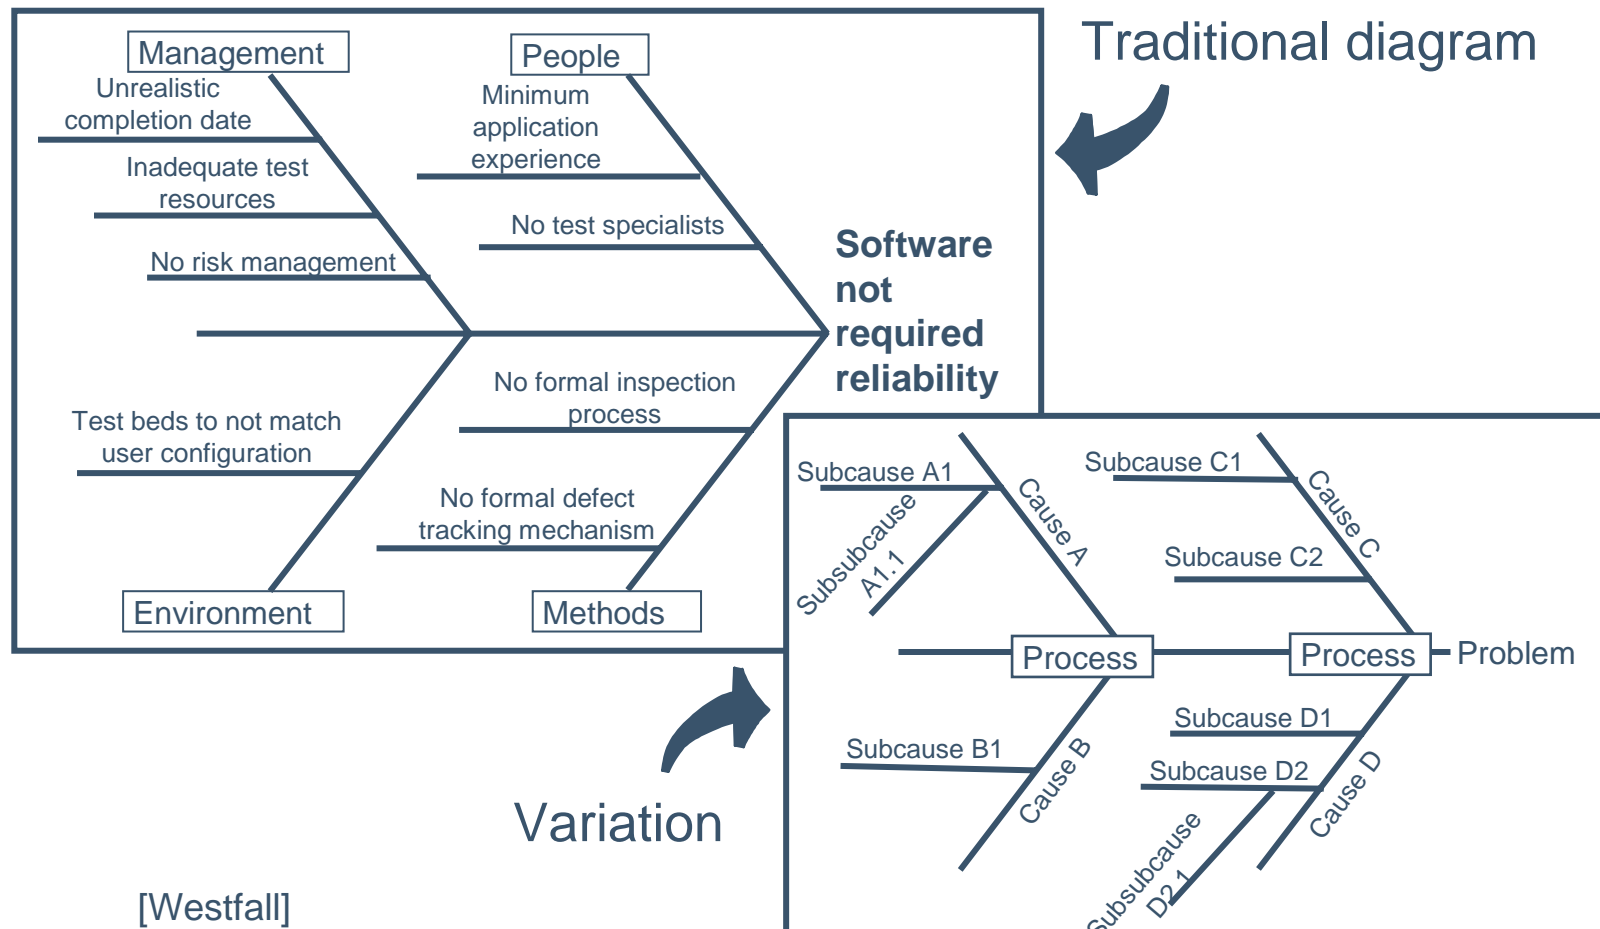 Traditional diagram
Management
Unrealistic
completion date
Inadequate test
resources
No risk management
People
Minimum
application
experience
No test specialists
Software
not
required
reliability
Test beds to not match
user configuration
Environment
No formal inspection
process
No formal defect
tracking mechanism
Methods
Variation
Subcause A1
Subsubcause
A1.1
Cause A
Subcause C1
Cause C
Subcause C2
Process
Process
Problem
Subcause B1
Cause B
Subcause D1
Subcause D2
Cause D
Subsubcause
D2.1
[Westfall]